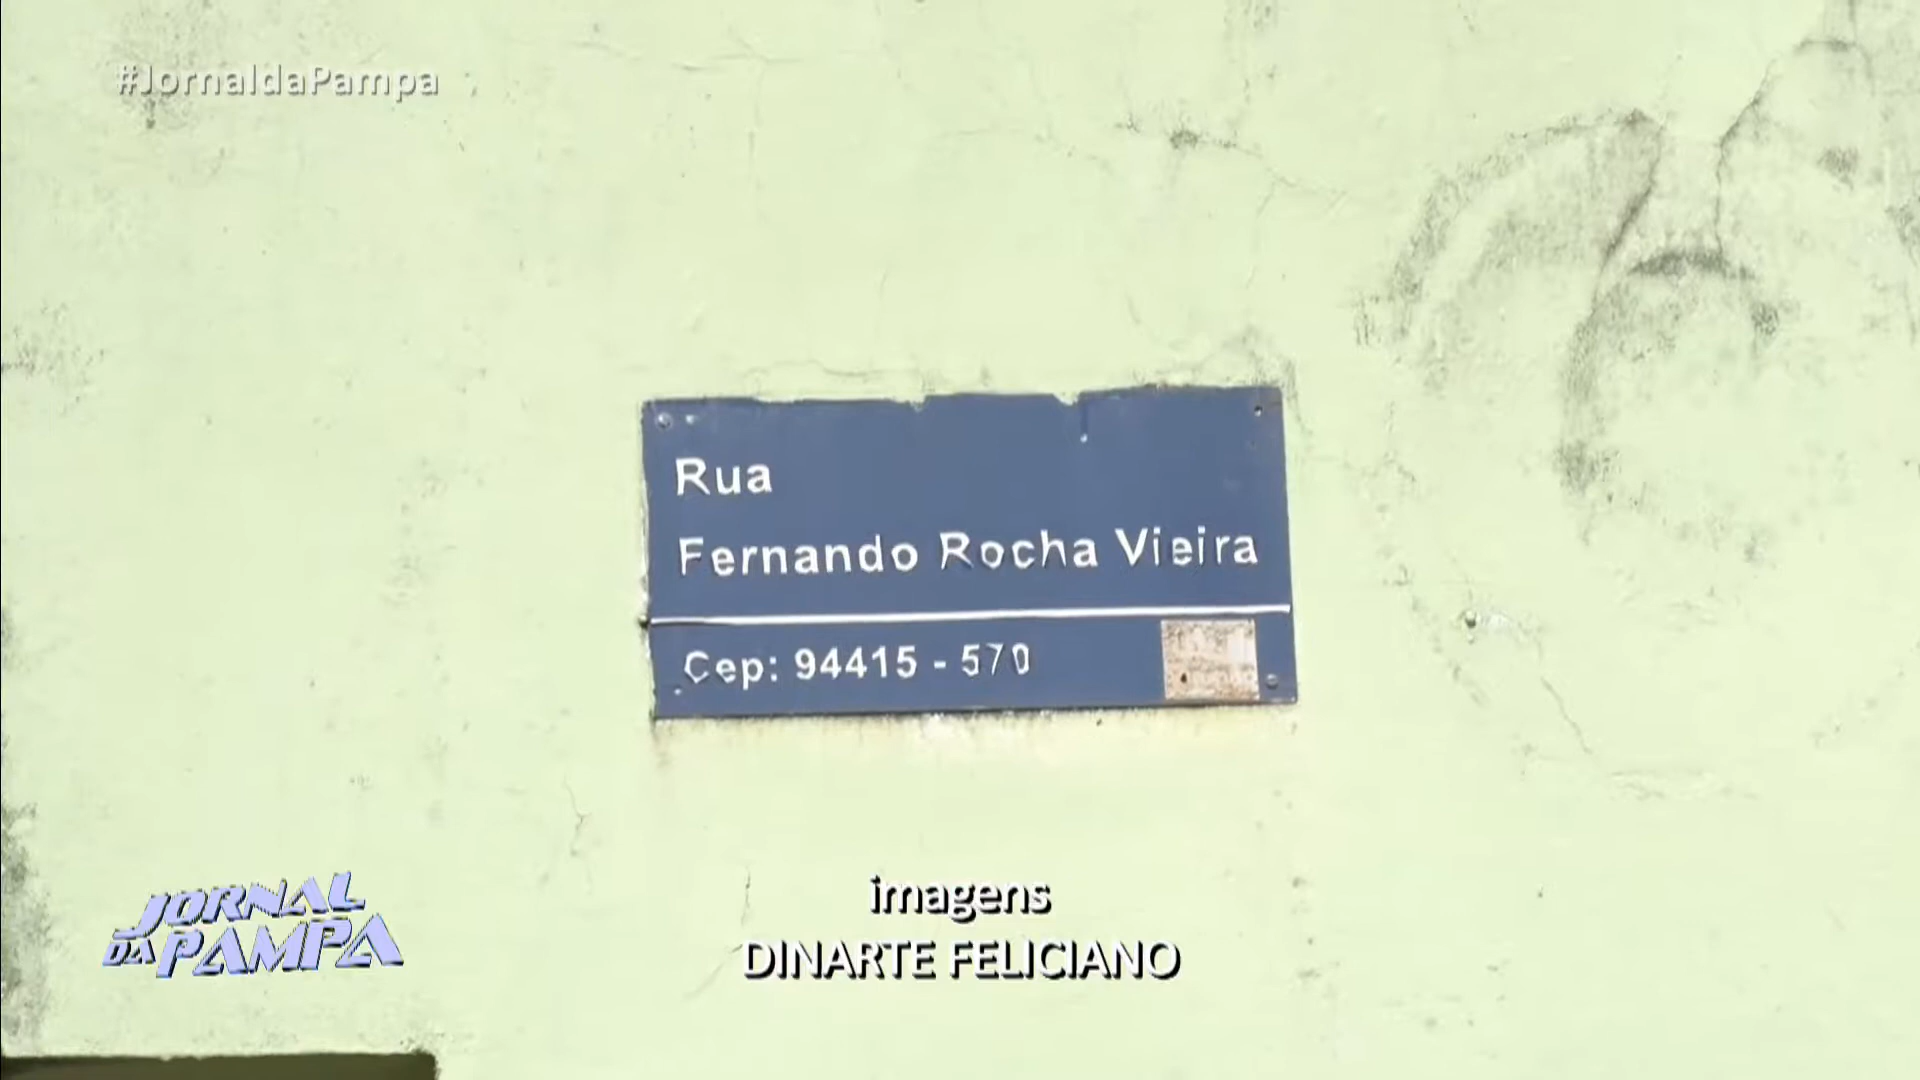 #JornaldaPampa
Rua
Fernando Rocha Vieira
Cep: 94415 - 570
imagens
DINARTE FELICIANO
JORNAL
DA PAMPA